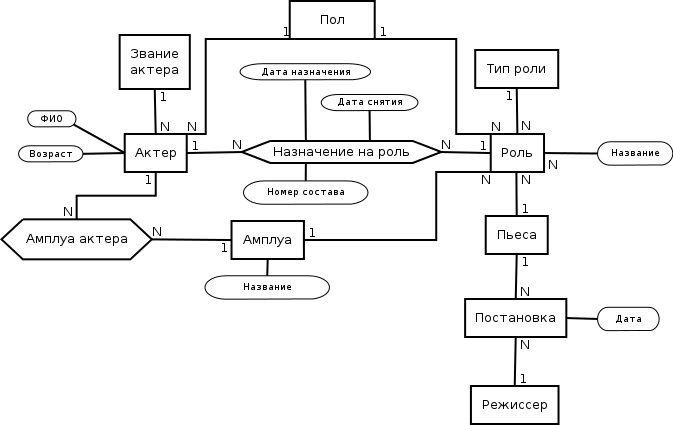 Пол
1
1
Звание
актера
Тип роли
Дата назначения
1
1
Дата снятия
ФИО
N
N
N
N
Возраст
Актер
1
N
Назначение на роль
N
1
Роль
N
Название
1
Номер состава
N
N
N
1
Амплуа актера
N
1
Амплуа
1
Пьеса
1
Название
N
Постановка
Дата
N
1
Режиссер